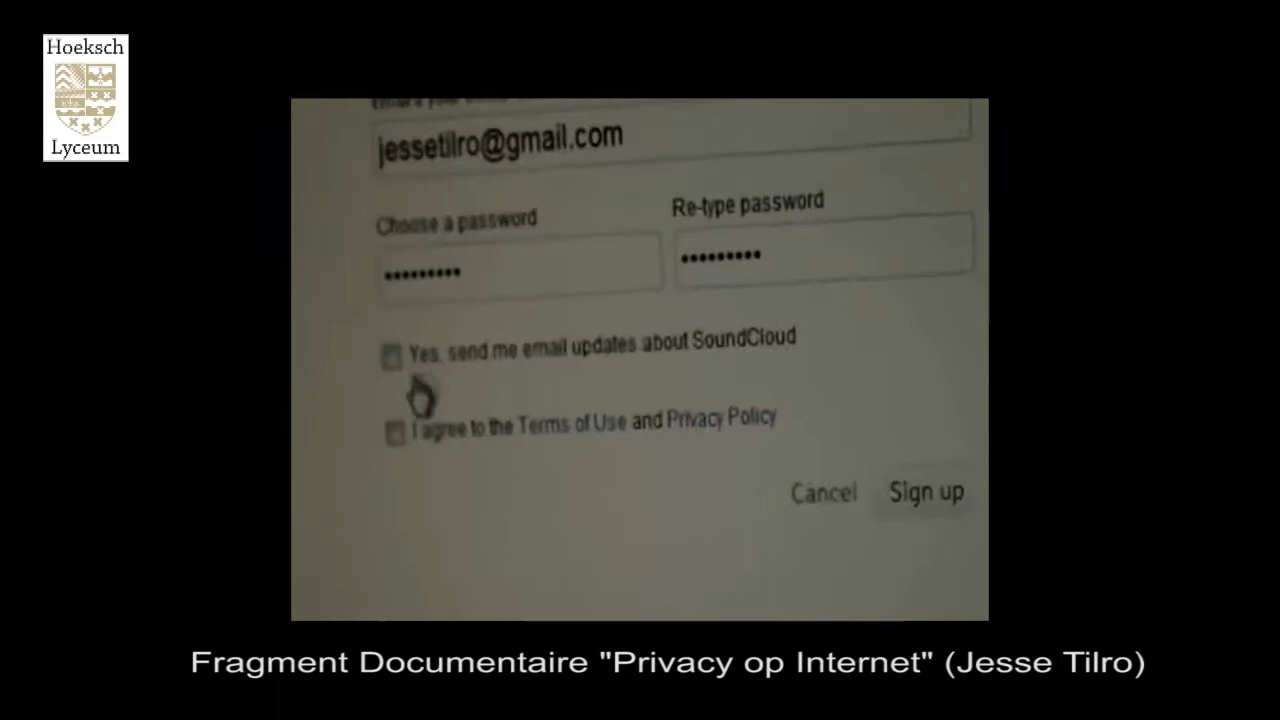 Hoeksch
Lyceum
jessetilro@gmail.com
Choose a password
Re-type password
•••••••••
•••••••••
Yes, send me email updates about SoundCloud
I agree to the Terms of Use and Privacy Policy
Cancel
Sign up
Fragment Documentaire "Privacy op Internet" (Jesse Tilro)